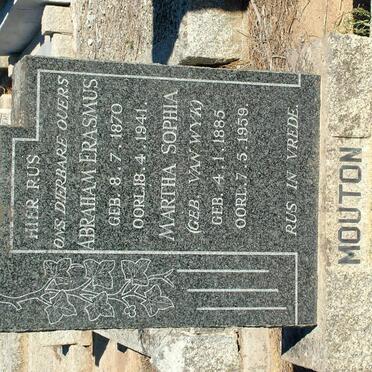 HIER RUS
ONS DIERBARE OUERS
ABRAHAM ERASMUS
GEB. 8. 7. 1870
OORL. 18. 4. 1941.
MARTHA SOPHIA
(GEB. VAN WYK)
GEB. 4. 1. 1885
OORL. 7. 5. 1959.
RUS IN VREDE.
MOUTON